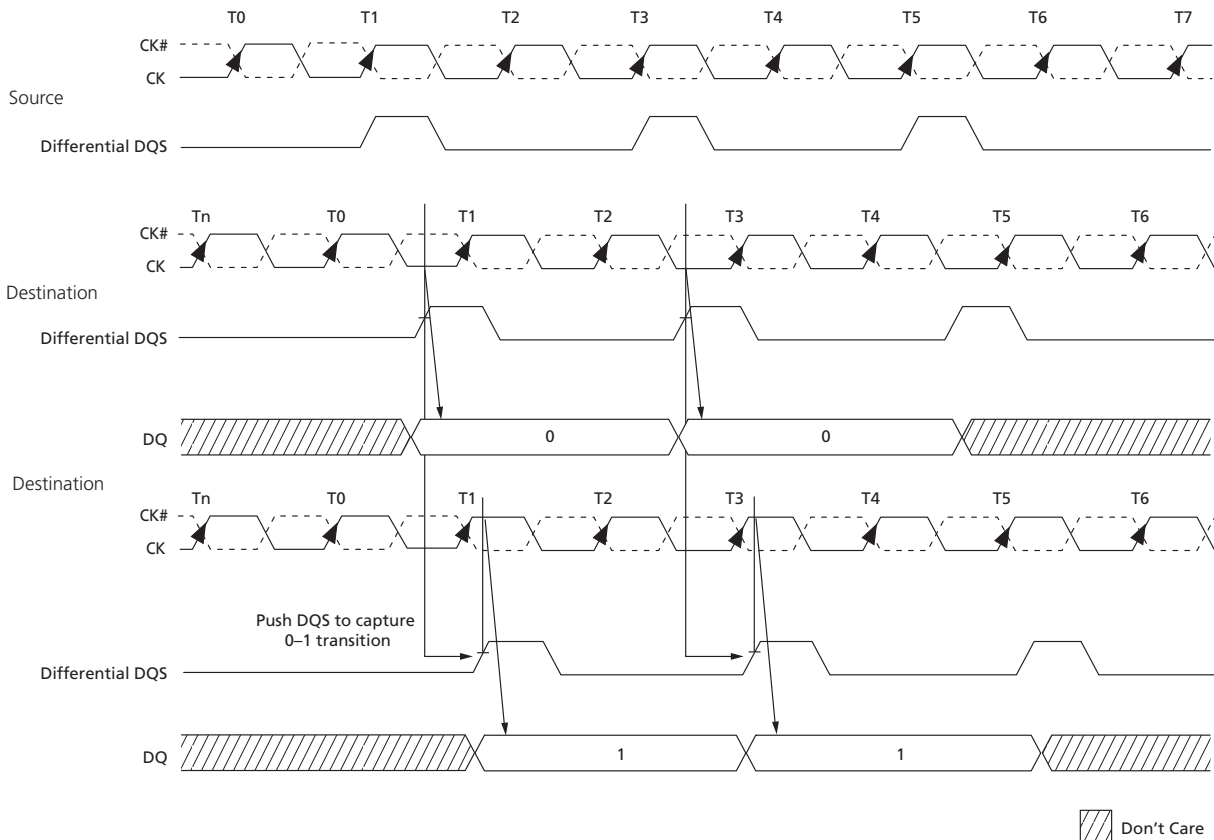 T0 T1 T2 T3 T4 T5 T6 T7
CK#
CK
Source
Differential DQS
Tn T0 T1 T2 T3 T4 T5 T6
CK#
CK
Destination
Differential DQS
DQ 0 0
Destination
Tn T0 T1 T2 T3 T4 T5 T6
CK#
CK
Push DQS to capture
0–1 transition
Differential DQS
DQ 1 1
Don't Care